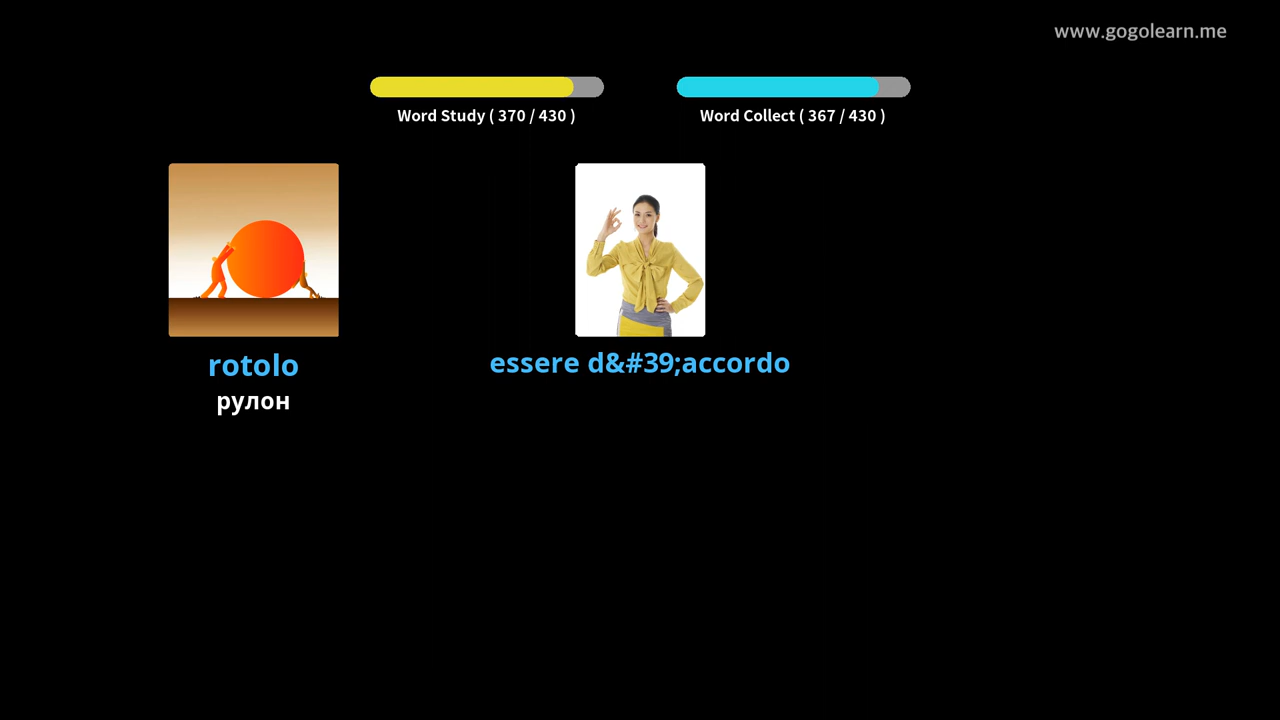 www.gogolearn.me
Word Study ( 370 / 430 )
Word Collect ( 367 / 430 )
rotolo
рулон
essere d&#39;accordo